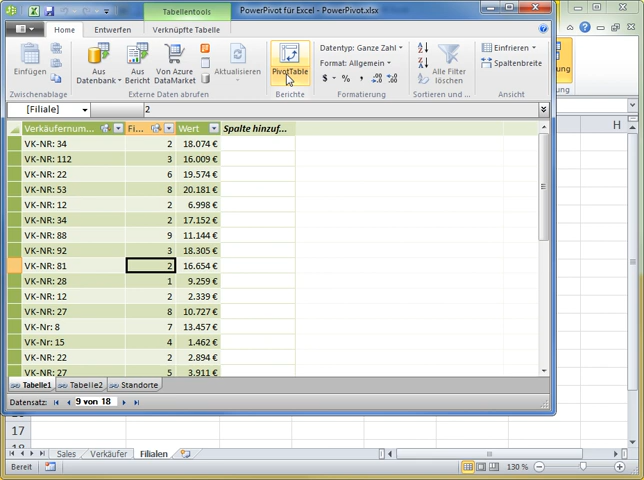 Tabellentools
PowerPivot für Excel - PowerPivot.xlsx
Home
Entwerfen
Verknüpfte Tabelle
Einfügen
Aus Datenbank
Aus Bericht
Von Azure DataMarket
Aktualisieren
PivotTable
Datentyp: Ganze Zahl
Format: Allgemein
$ % ,
Alle Filter löschen
Einfrieren
Spaltenbreite
Zwischenablage
Externe Daten abrufen
Berichte
Formatierung
Sortieren und ...
Ansicht
[Filiale]
2
Verkäufernum...
Fi...
Wert
Spalte hinzuf...
H
VK-NR: 34 2 18.074 €
VK-NR: 112 3 16.009 €
VK-NR: 22 6 19.574 €
VK-NR: 53 8 20.181 €
VK-NR: 12 2 6.998 €
VK-NR: 34 2 17.152 €
VK-NR: 88 9 11.144 €
VK-NR: 92 3 18.305 €
VK-NR: 81 2 16.654 €
VK-NR: 28 1 9.259 €
VK-NR: 12 2 2.339 €
VK-NR: 27 8 10.727 €
VK-Nr: 8 7 13.457 €
VK-Nr: 15 4 1.462 €
VK-NR: 22 2 2.894 €
VK-NR: 27 5 3.911 €
Tabelle1
Tabelle2
Standorte
Datensatz:
9 von 18
17
Sales
Verkäufer
Filialen
Bereit
130 %